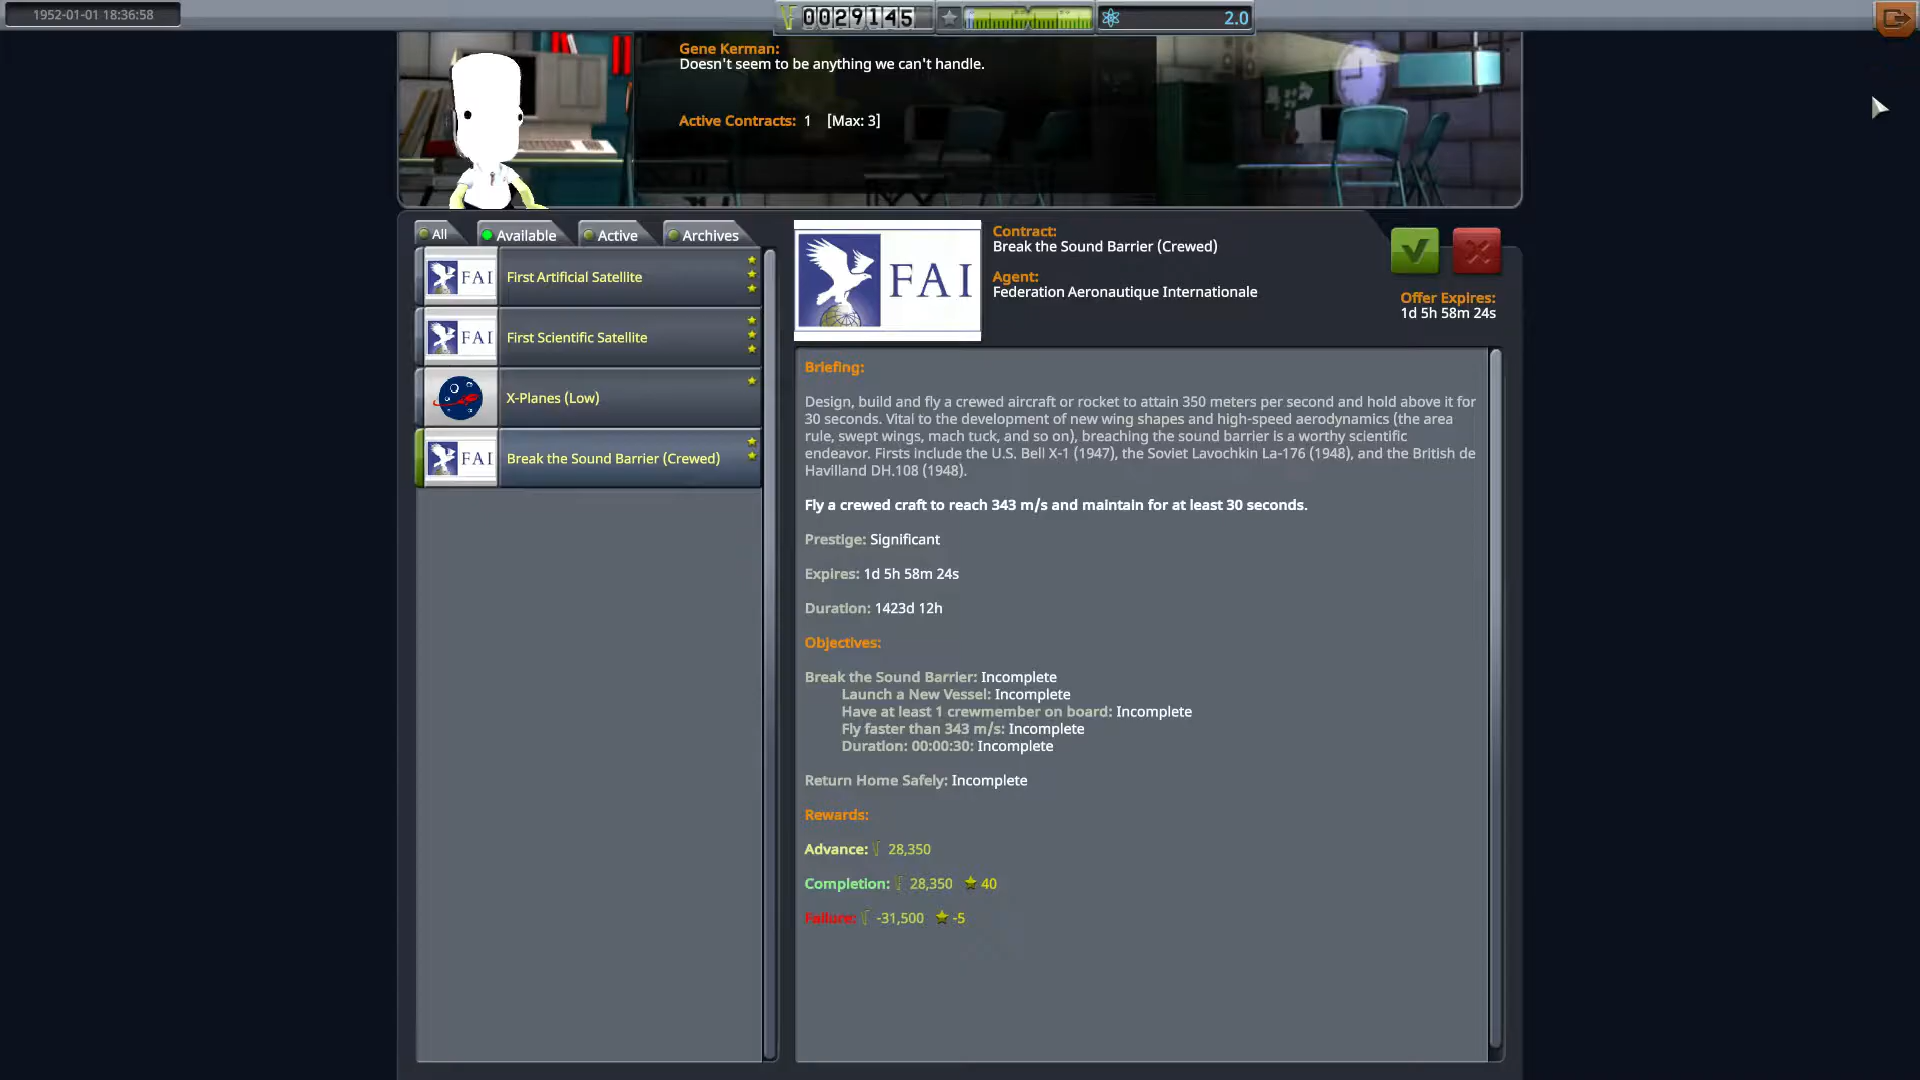 1952-01-01 18:36:58
0029145
2.0
Gene Kerman:
Doesn't seem to be anything we can't handle.
Active Contracts: 1 [Max: 3]
All
Available
Active
Archives
FAI
First Artificial Satellite
FAI
First Scientific Satellite
X-Planes (Low)
FAI
Break the Sound Barrier (Crewed)
FAI
Contract:
Break the Sound Barrier (Crewed)
Agent:
Federation Aeronautique Internationale
Offer Expires:
1d 5h 58m 24s
Briefing:
Design, build and fly a crewed aircraft or rocket to attain 350 meters per second and hold above it for
30 seconds. Vital to the development of new wing shapes and high-speed aerodynamics (the area
rule, swept wings, mach tuck, and so on), breaching the sound barrier is a worthy scientific
endeavor. Firsts include the U.S. Bell X-1 (1947), the Soviet Lavochkin La-176 (1948), and the British de
Havilland DH.108 (1948).
Fly a crewed craft to reach 343 m/s and maintain for at least 30 seconds.
Prestige: Significant
Expires: 1d 5h 58m 24s
Duration: 1423d 12h
Objectives:
Break the Sound Barrier: Incomplete
Launch a New Vessel: Incomplete
Have at least 1 crewmember on board: Incomplete
Fly faster than 343 m/s: Incomplete
Duration: 00:00:30: Incomplete
Return Home Safely: Incomplete
Rewards:
Advance: 28,350
Completion: 28,350 40
Failure: -31,500 -5